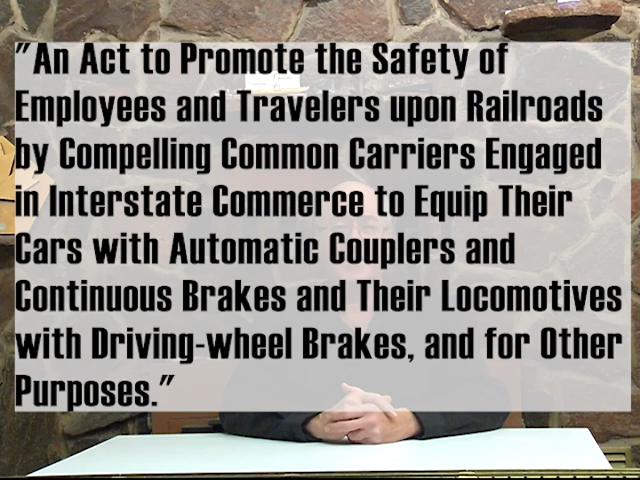 "An Act to Promote the Safety of
Employees and Travelers upon Railroads
by Compelling Common Carriers Engaged
in Interstate Commerce to Equip Their
Cars with Automatic Couplers and
Continuous Brakes and Their Locomotives
with Driving-wheel Brakes, and for Other
Purposes."